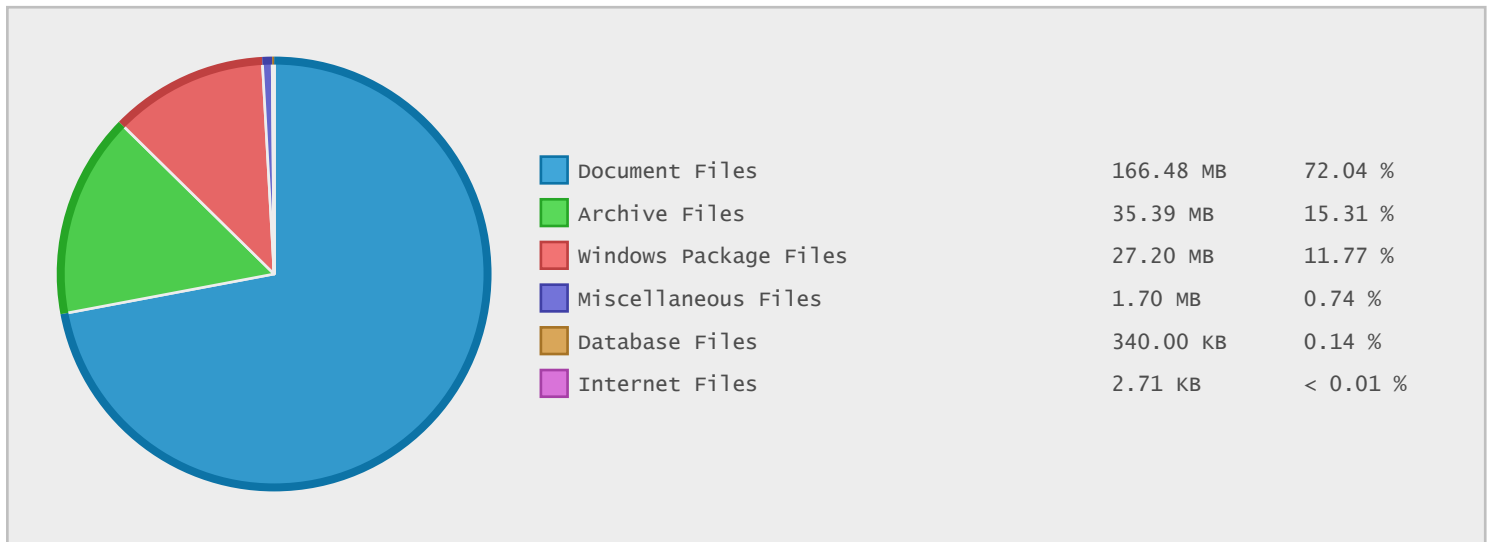 Document Files 166.48 MB 72.04 %
Archive Files 35.39 MB 15.31 %
Windows Package Files 27.20 MB 11.77 %
Miscellaneous Files 1.70 MB 0.74 %
Database Files 340.00 KB 0.14 %
Internet Files 2.71 KB < 0.01 %